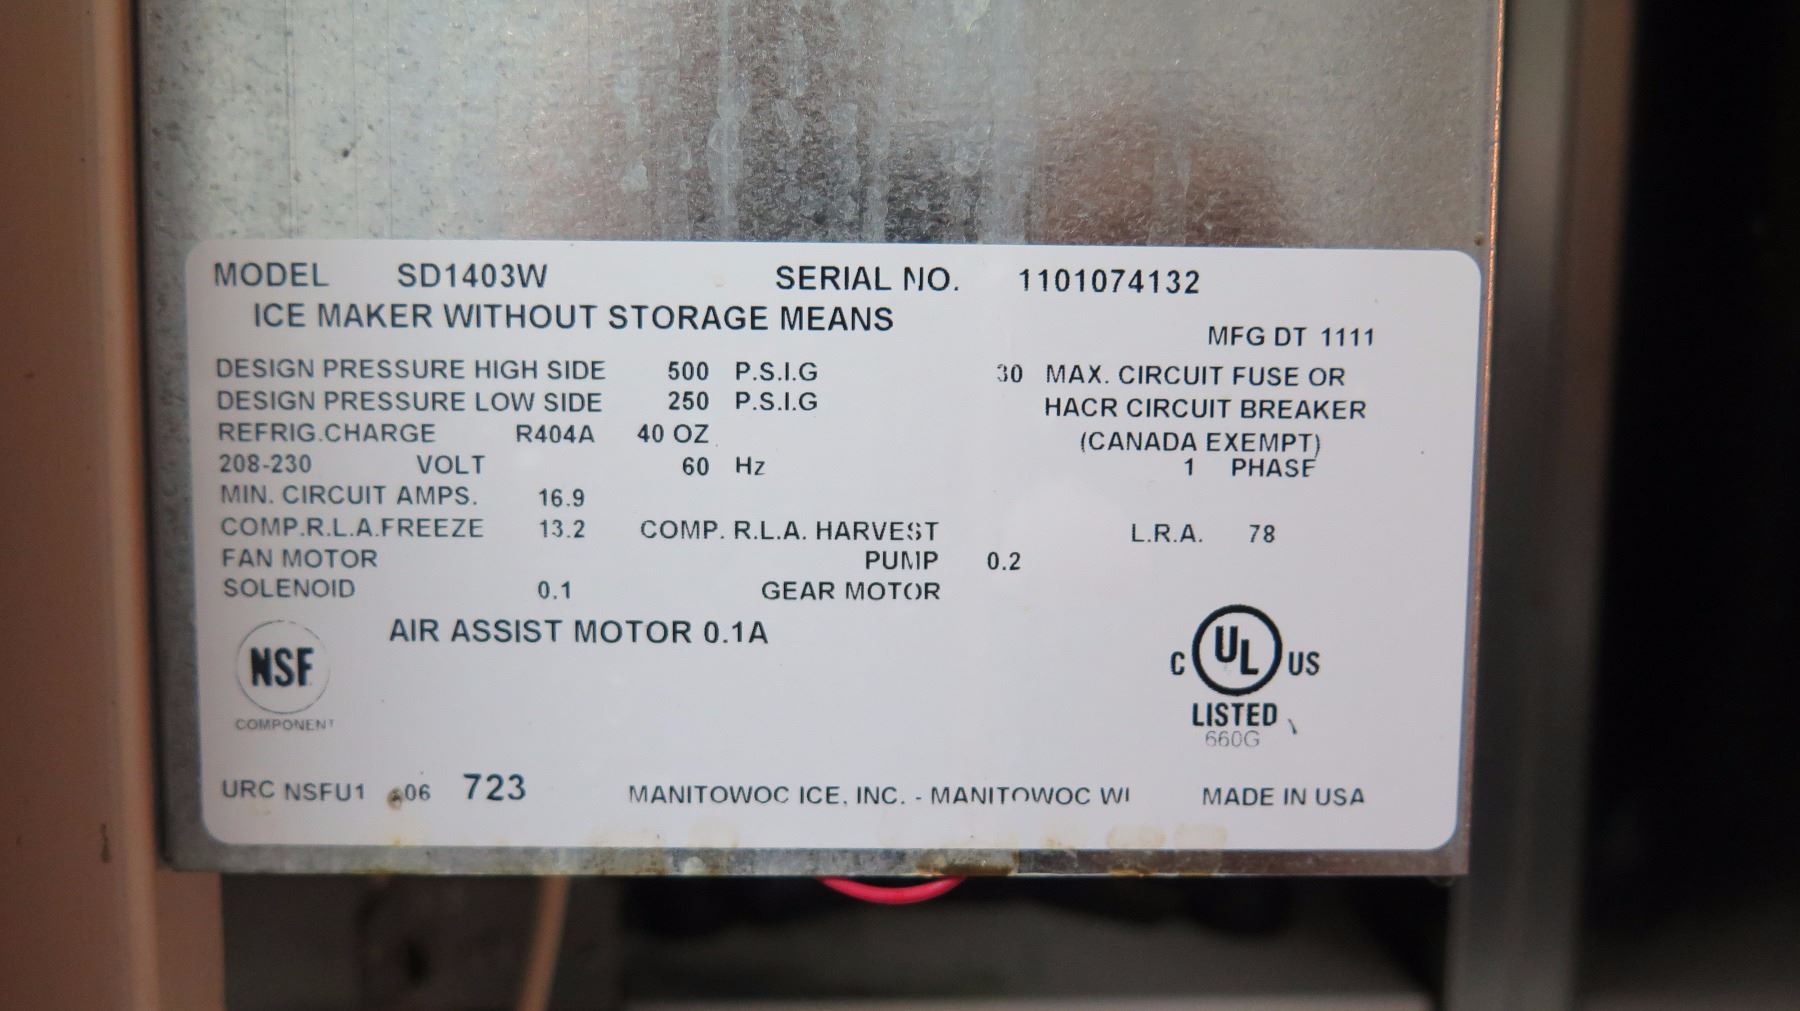 MODEL SD1403W SERIAL NO. 1101074132
ICE MAKER WITHOUT STORAGE MEANS
MFG DT 1111
DESIGN PRESSURE HIGH SIDE 500 P.S.I.G 30 MAX. CIRCUIT FUSE OR
DESIGN PRESSURE LOW SIDE 250 P.S.I.G HACR CIRCUIT BREAKER
REFRIG.CHARGE R404A 40 OZ (CANADA EXEMPT)
208-230 VOLT 60 Hz 1 PHASE
MIN. CIRCUIT AMPS. 16.9
COMP.R.L.A.FREEZE 13.2 COMP. R.L.A. HARVEST L.R.A. 78
FAN MOTOR PUMP 0.2
SOLENOID 0.1 GEAR MOTOR
AIR ASSIST MOTOR 0.1A
NSF
COMPONENT
C UL US
LISTED
660G
URC NSFU1 06 723 MANITOWOC ICE, INC. - MANITOWOC WI MADE IN USA